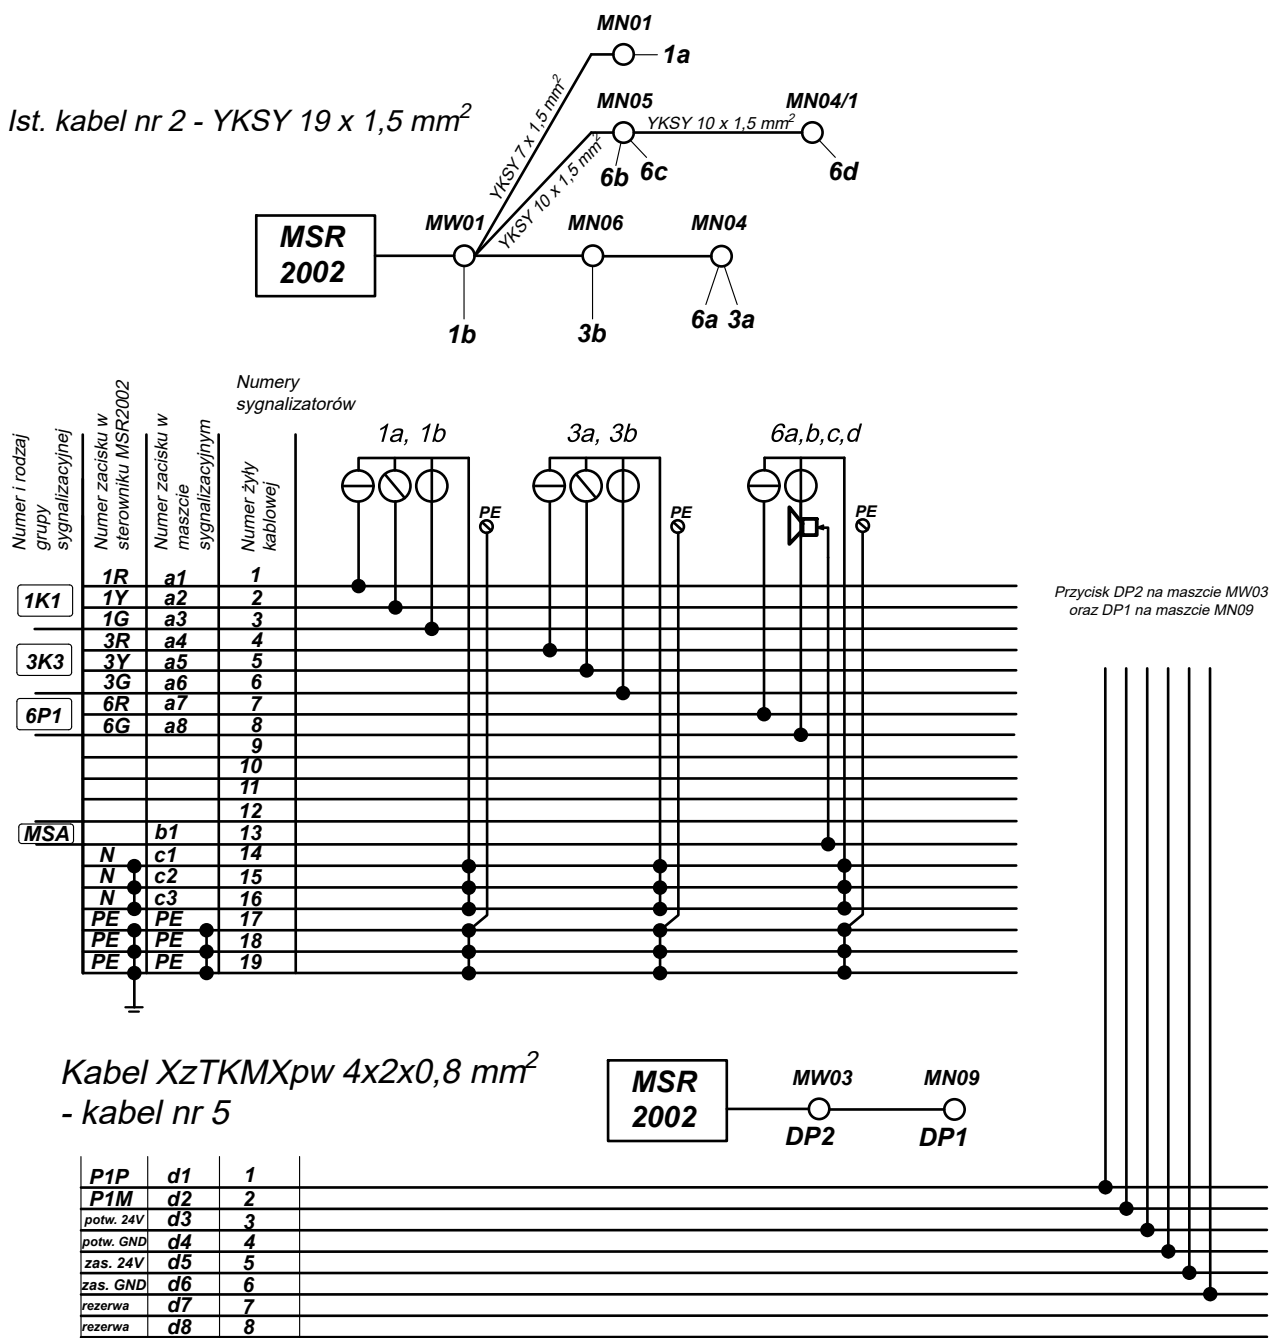 MN01
1a
Ist. kabel nr 2 - YKSY 19 x 1,5 mm²
YKSY 7 x 1,5 mm²
MN05
YKSY 10 x 1,5 mm²
MN04/1
6b 6c
6d
YKSY 10 x 1,5 mm²
MSR
2002
MW01
MN06
MN04
1b
3b
6a 3a
Numer i rodzaj
grupy
sygnalizacyjnej
Numer zacisku w
sterowniku MSR2002
Numer zacisku w
maszcie
sygnalizacyjnym
Numer żyły
kablowej
Numery
sygnalizatorów
1a, 1b
3a, 3b
6a,b,c,d
PE
PE
PE
1K1
3K3
6P1
MSA
1R a1 1
1Y a2 2
1G a3 3
3R a4 4
3Y a5 5
3G a6 6
6R a7 7
6G a8 8
9
10
11
12
b1 13
N c1 14
N c2 15
N c3 16
PE PE 17
PE PE 18
PE PE 19
Przycisk DP2 na maszcie MW03
oraz DP1 na maszcie MN09
Kabel XzTKMXpw 4x2x0,8 mm²
- kabel nr 5
MSR
2002
MW03
MN09
DP2
DP1
P1P d1 1
P1M d2 2
potw. 24V d3 3
potw. GND d4 4
zas. 24V d5 5
zas. GND d6 6
rezerwa d7 7
rezerwa d8 8